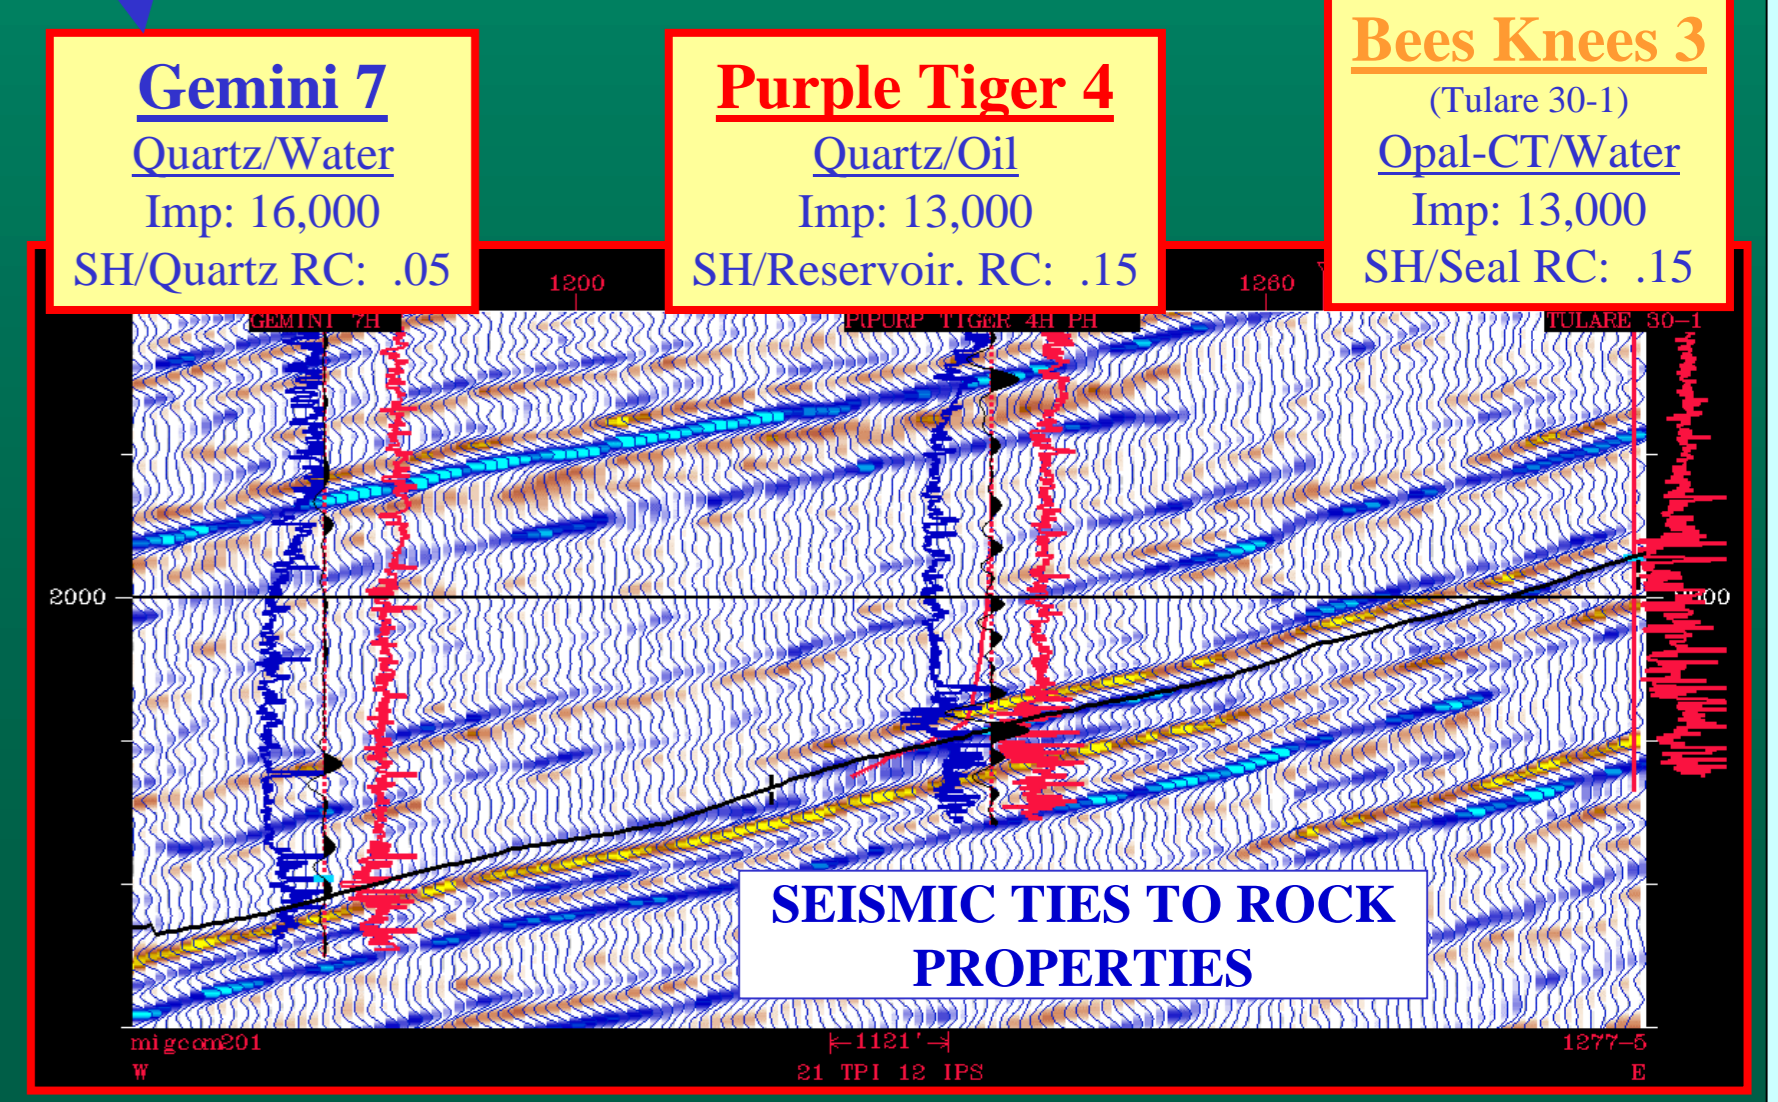 Gemini 7
Quartz/Water
Imp: 16,000
SH/Quartz RC: .05
Purple Tiger 4
Quartz/Oil
Imp: 13,000
SH/Reservoir. RC: .15
Bees Knees 3
(Tulare 30-1)
Opal-CT/Water
Imp: 13,000
SH/Seal RC: .15
1200
1260
GEMINI 7H
PURP TIGER 4H PH
TULARE 30-1
2000
SEISMIC TIES TO ROCK
PROPERTIES
migcom201
1121'
1277-5
W
21 TPI 12 IPS
E